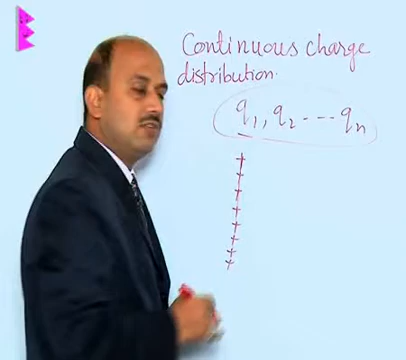 Continuous charge
distribution.
q₁, q₂ --- qₙ